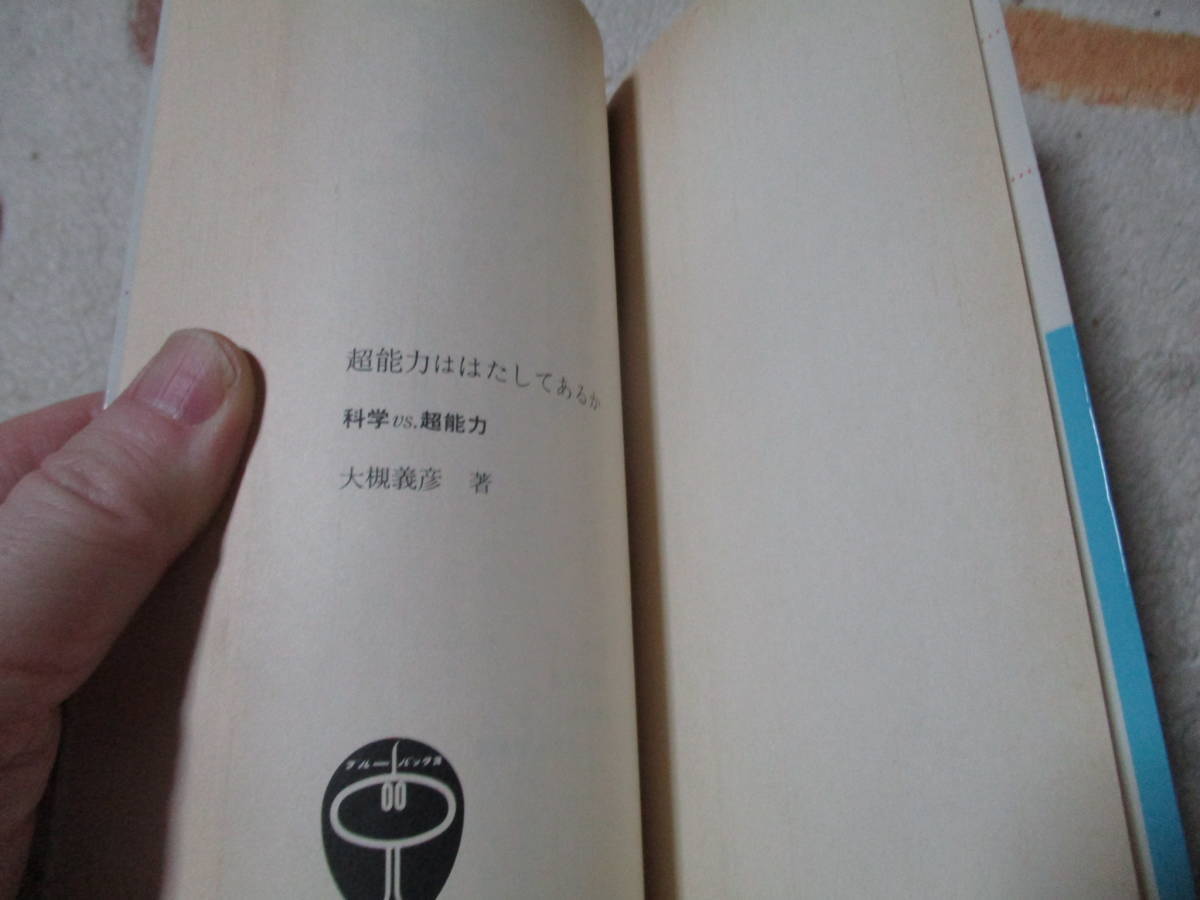 超能力ははたしてあるか
科学vs.超能力
大槻義彦 著
ブルーバックス